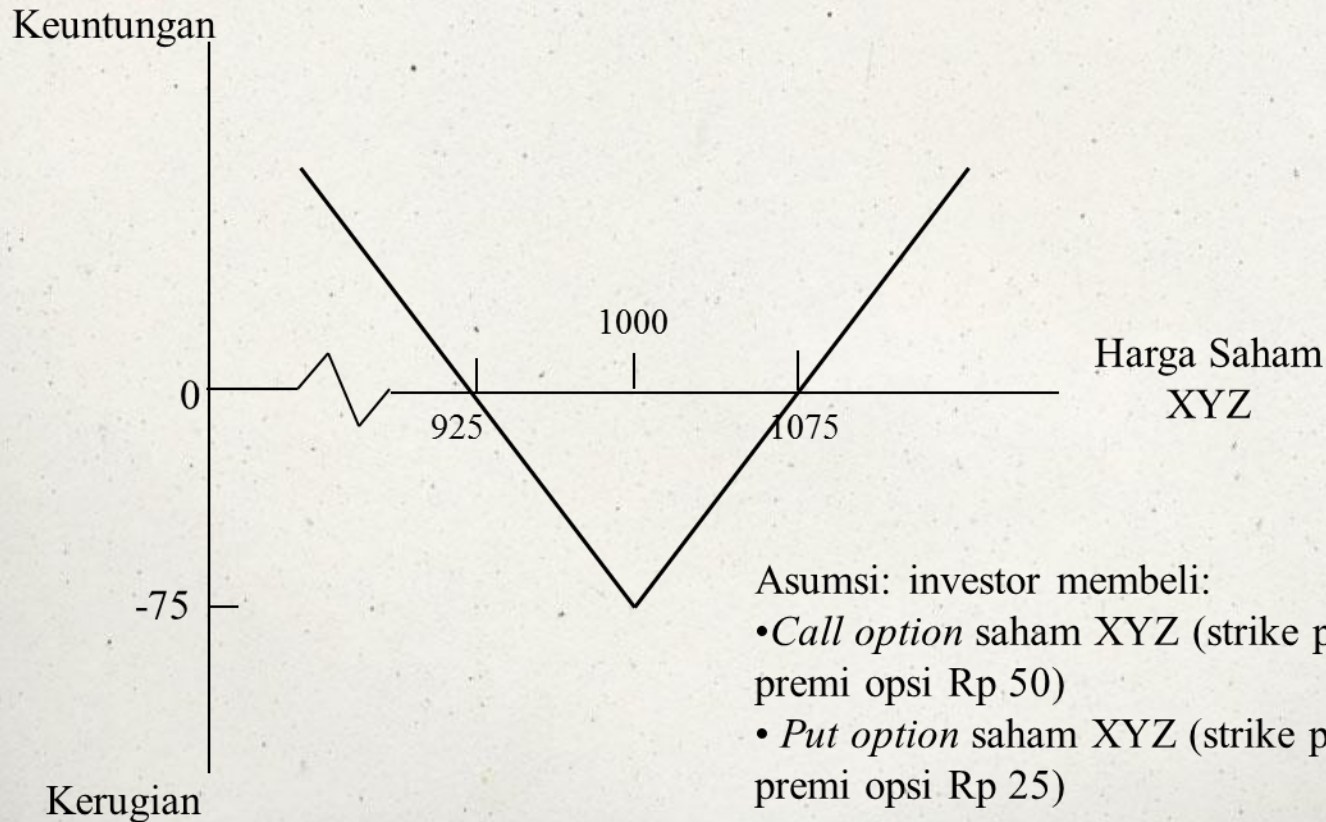 Keuntungan
1000
Harga Saham
XYZ
0
925
1075
-75
Asumsi: investor membeli:
•Call option saham XYZ (strike p
premi opsi Rp 50)
• Put option saham XYZ (strike p
premi opsi Rp 25)
Kerugian